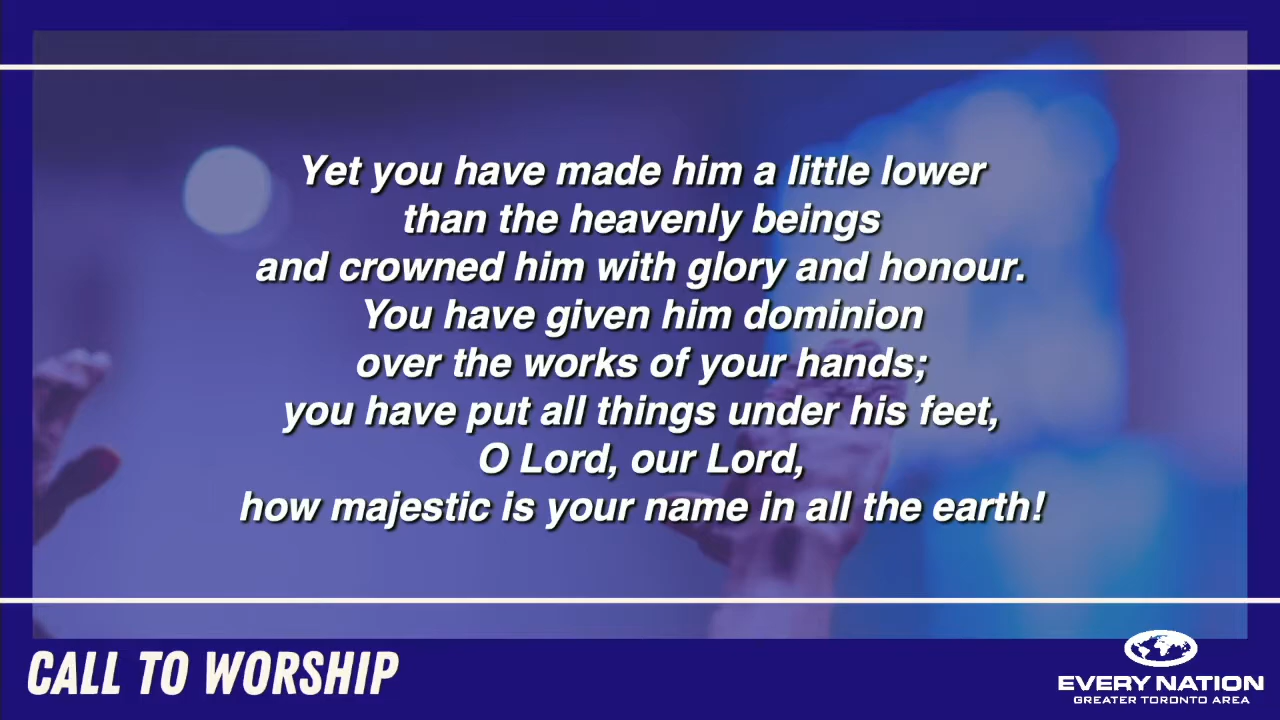 Yet you have made him a little lower
than the heavenly beings
and crowned him with glory and honour.
You have given him dominion
over the works of your hands;
you have put all things under his feet,
O Lord, our Lord,
how majestic is your name in all the earth!
CALL TO WORSHIP
EVERY NATION
GREATER TORONTO AREA